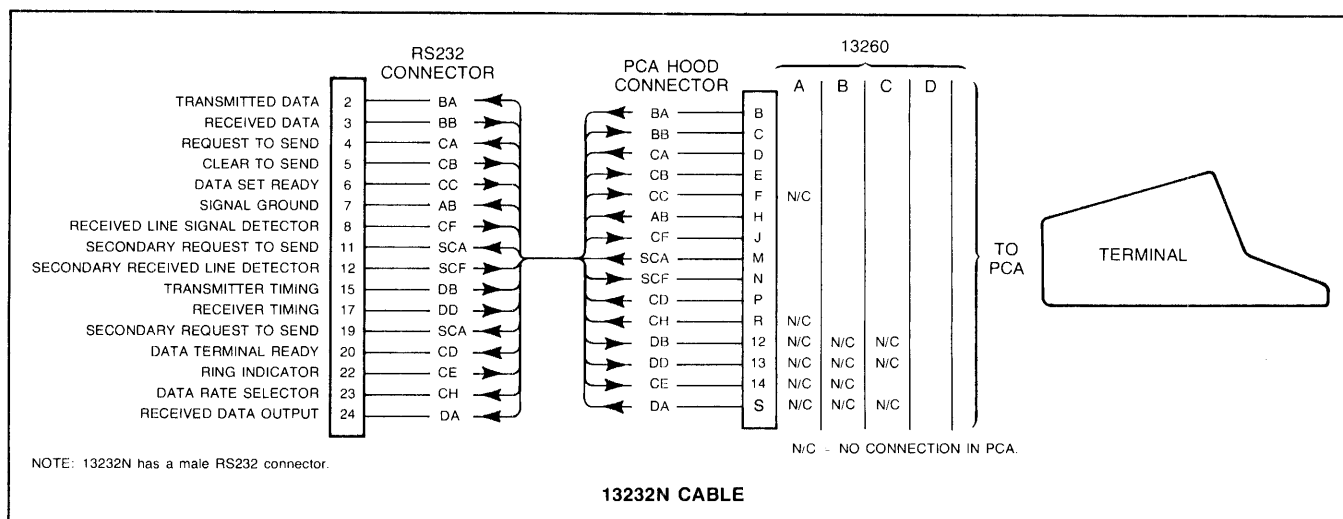 13260
RS232
CONNECTOR
PCA HOOD
CONNECTOR
A B C D
TRANSMITTED DATA 2 BA
RECEIVED DATA 3 BB
REQUEST TO SEND 4 CA
CLEAR TO SEND 5 CB
DATA SET READY 6 CC
SIGNAL GROUND 7 AB
RECEIVED LINE SIGNAL DETECTOR 8 CF
SECONDARY REQUEST TO SEND 11 SCA
SECONDARY RECEIVED LINE DETECTOR 12 SCF
TRANSMITTER TIMING 15 DB
RECEIVER TIMING 17 DD
SECONDARY REQUEST TO SEND 19 SCA
DATA TERMINAL READY 20 CD
RING INDICATOR 22 CE
DATA RATE SELECTOR 23 CH
RECEIVED DATA OUTPUT 24 DA
BA B
BB C
CA D
CB E
CC F N/C
AB H
CF J
SCA M
SCF N
CD P
CH R N/C
DB 12 N/C N/C N/C
DD 13 N/C N/C N/C
CE 14 N/C N/C
DA S N/C N/C N/C
TO
PCA
TERMINAL
N/C - NO CONNECTION IN PCA.
NOTE: 13232N has a male RS232 connector.
13232N CABLE